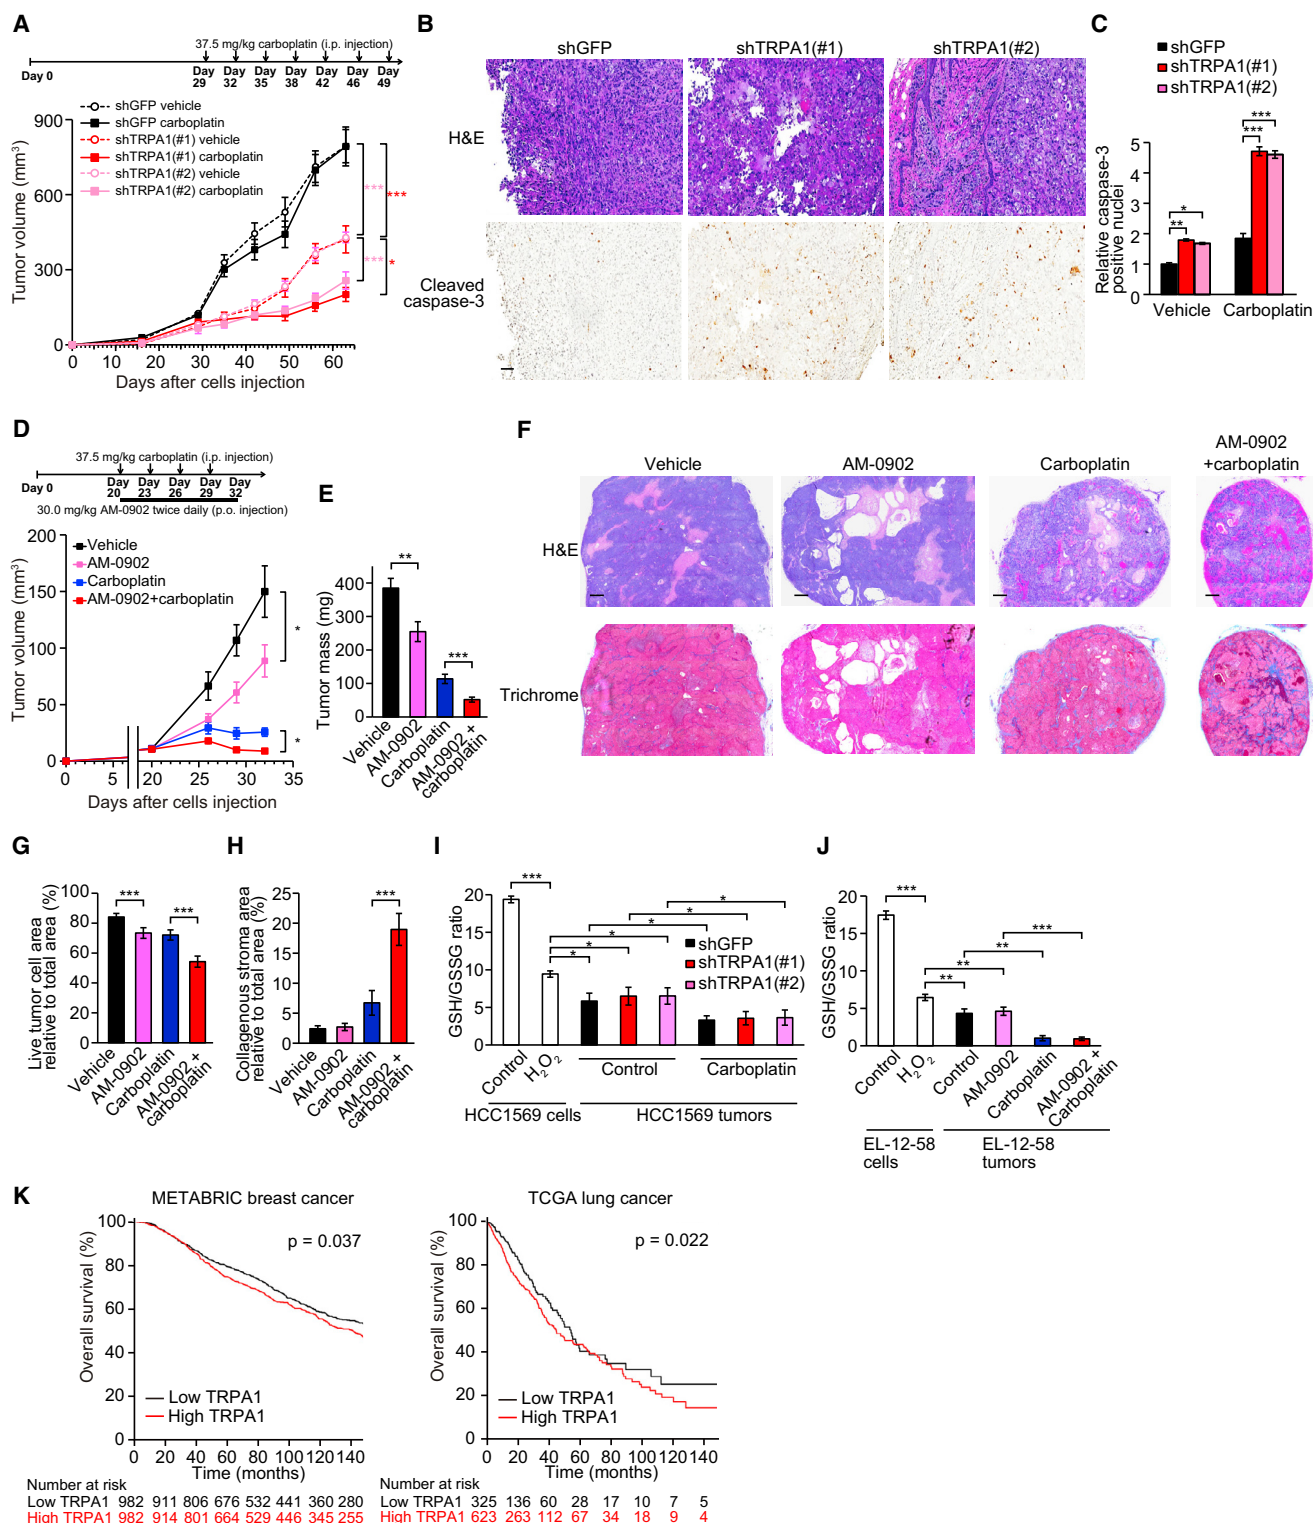 A
37.5 mg/kg carboplatin (i.p. injection)
Day 0
Day 29
Day 32
Day 35
Day 38
Day 42
Day 46
Day 49
shGFP vehicle
shGFP carboplatin
shTRPA1(#1) vehicle
shTRPA1(#1) carboplatin
shTRPA1(#2) vehicle
shTRPA1(#2) carboplatin
Tumor volume (mm³)
900
600
300
0
*** ***
*** *
0 10 20 30 40 50 60
Days after cells injection
B
shGFP shTRPA1(#1) shTRPA1(#2)
H&E
Cleaved
caspase-3
C
shGFP
shTRPA1(#1)
shTRPA1(#2)
Relative caspase-3
positive nuclei
5
4
3
2
1
0
*
**
***
***
Vehicle Carboplatin
D
37.5 mg/kg carboplatin (i.p. injection)
Day 0
Day 20
Day 23
Day 26
Day 29
Day 32
30.0 mg/kg AM-0902 twice daily (p.o. injection)
Vehicle
AM-0902
Carboplatin
AM-0902+carboplatin
Tumor volume (mm³)
200
150
100
50
0
*
*
0 5 20 25 30 35
Days after cells injection
E
Tumor mass (mg)
400
300
200
100
0
**
***
Vehicle
AM-0902
Carboplatin
AM-0902 +
carboplatin
F
Vehicle AM-0902 Carboplatin AM-0902
+carboplatin
H&E
Trichrome
G
Live tumor cell area
relative to total area (%)
100
80
60
40
20
0
***
***
Vehicle
AM-0902
Carboplatin
AM-0902 +
carboplatin
H
Collagenous stroma area
relative to total area (%)
25
20
15
10
5
0
***
Vehicle
AM-0902
Carboplatin
AM-0902 +
carboplatin
I
GSH/GSSG ratio
20
15
10
5
0
***
*
*
*
*
*
*
shGFP
shTRPA1(#1)
shTRPA1(#2)
Control
H₂O₂
Control
Carboplatin
HCC1569 cells
HCC1569 tumors
J
GSH/GSSG ratio
20
15
10
5
0
***
***
**
**
**
Control
H₂O₂
Control
AM-0902
Carboplatin
AM-0902 +
Carboplatin
EL-12-58
cells
EL-12-58
tumors
K
METABRIC breast cancer
p = 0.037
Overall survival (%)
100
80
60
40
20
0
Low TRPA1
High TRPA1
0 20 40 60 80 100 120 140
Time (months)
Number at risk
Low TRPA1 982 911 806 676 532 441 360 280
High TRPA1 982 914 801 664 529 446 345 255
TCGA lung cancer
p = 0.022
Overall survival (%)
100
80
60
40
20
0
Low TRPA1
High TRPA1
0 20 40 60 80 100 120 140
Time (months)
Number at risk
Low TRPA1 325 136 60 28 17 10 7 5
High TRPA1 623 263 112 67 34 18 9 4